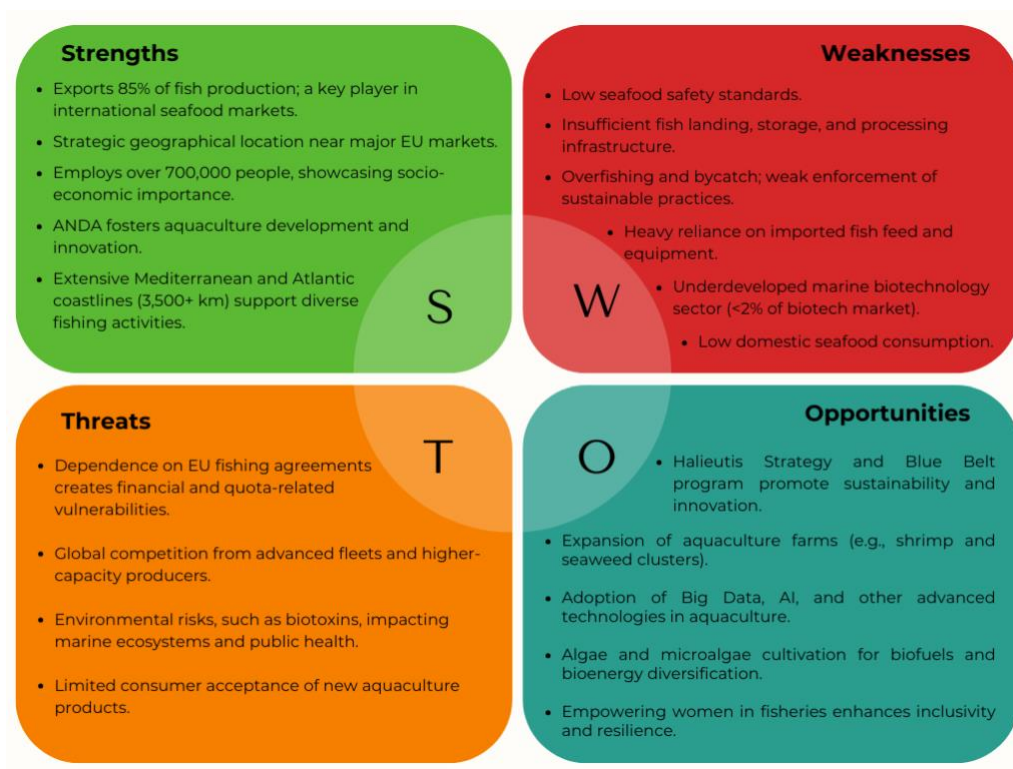 Strengths
• Exports 85% of fish production; a key player in
international seafood markets.
• Strategic geographical location near major EU markets.
• Employs over 700,000 people, showcasing socio-
economic importance.
• ANDA fosters aquaculture development and
innovation.
• Extensive Mediterranean and Atlantic
coastlines (3,500+ km) support diverse
fishing activities.
S
Weaknesses
• Low seafood safety standards.
• Insufficient fish landing, storage, and processing
infrastructure.
• Overfishing and bycatch; weak enforcement of
sustainable practices.
• Heavy reliance on imported fish feed and
equipment.
• Underdeveloped marine biotechnology
sector (<2% of biotech market).
• Low domestic seafood consumption.
W
Threats
• Dependence on EU fishing agreements
creates financial and quota-related
vulnerabilities.
• Global competition from advanced fleets and higher-
capacity producers.
• Environmental risks, such as biotoxins, impacting
marine ecosystems and public health.
• Limited consumer acceptance of new aquaculture
products.
T
Opportunities
• Halieutis Strategy and Blue Belt
program promote sustainability and
innovation.
• Expansion of aquaculture farms (e.g., shrimp and
seaweed clusters).
• Adoption of Big Data, AI, and other advanced
technologies in aquaculture.
• Algae and microalgae cultivation for biofuels and
bioenergy diversification.
• Empowering women in fisheries enhances inclusivity
and resilience.
O